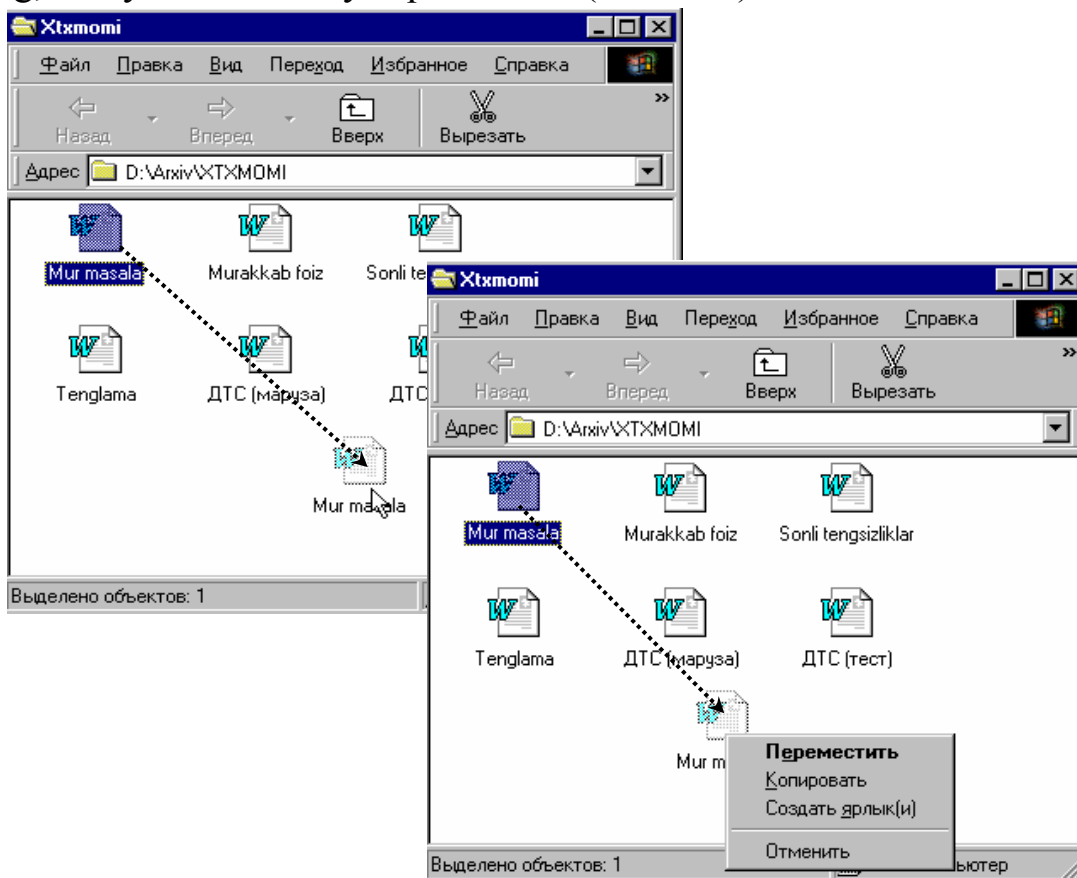 Xtxmomi
Файл Правка Вид Переход Избранное Справка
Назад Вперед Вверх Вырезать »
Адрес D:\Arxiv\XTXMOMI
Mur masala Murakkab foiz Sonli te
Tenglama ДТС (маруза) ДТС
Mur masala
Выделено объектов: 1
Xtxmomi
Файл Правка Вид Переход Избранное Справка
Назад Вперед Вверх Вырезать »
Адрес D:\Arxiv\XTXMOMI
Mur masala Murakkab foiz Sonli tengsizliklar
Tenglama ДТС (маруза) ДТС (тест)
Mur m
Переместить
Копировать
Создать ярлык(и)
Отменить
Выделено объектов: 1 ьютер